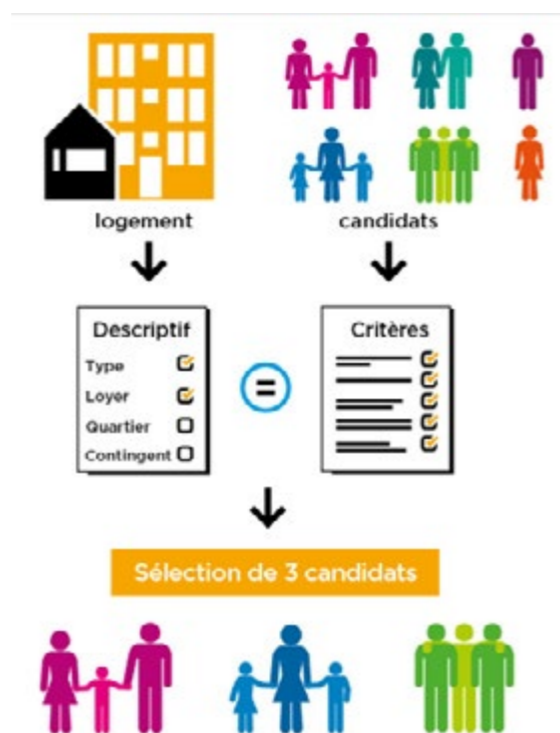 logement
candidats
Descriptif
Type
Loyer
Quartier
Contingent
=
Critères
Sélection de 3 candidats